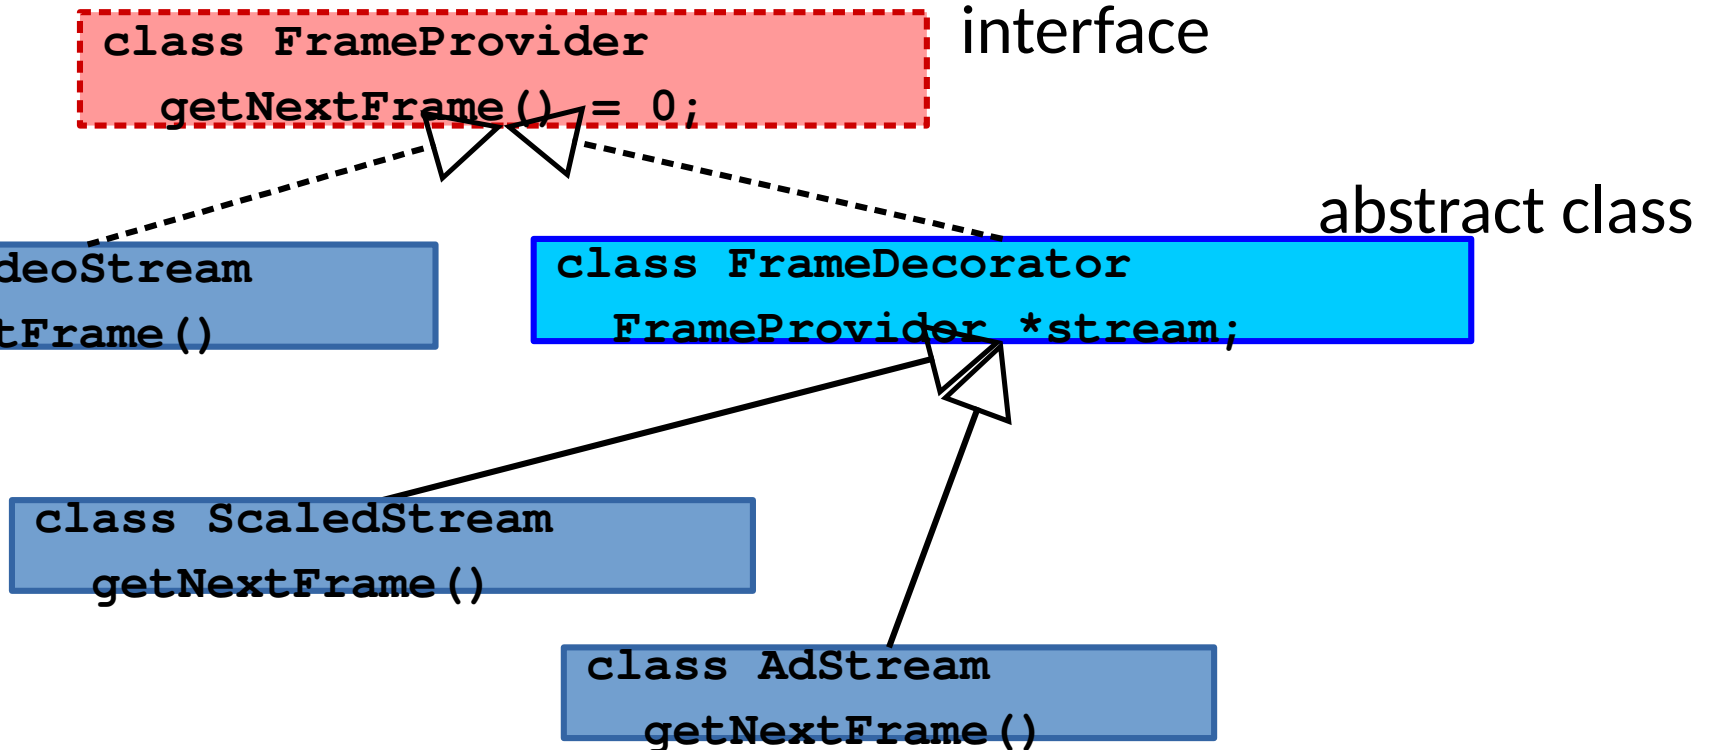 class FrameProvider
interface
getNextFrame() = 0;
abstract class
deoStream
tFrame()
class FrameDecorator
FrameProvider *stream;
class ScaledStream
getNextFrame()
class AdStream
getNextFrame()